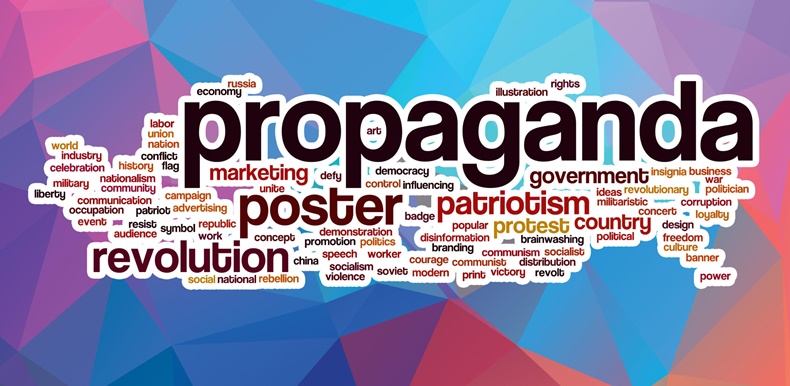 russia
rights
economy
illustration
propaganda
labor
union
nation
art
world
industry
conflict
celebration
history
flag
marketing
defy
democracy
government
insignia
business
military
nationalism
community
unite
control
influencing
war
liberty
communication
campaign
poster
patriotism
ideas
revolutionary
politician
occupation
patriot
advertising
badge
militaristic
corruption
event
resist
symbol
republic
popular
protest
country
concert
loyalty
audience
work
concept
demonstration
disinformation
brainwashing
political
design
revolution
promotion
politics
branding
freedom
culture
china
speech
worker
courage
communism
socialist
banner
socialism
soviet
communist
distribution
social
national
rebellion
violence
modern
print
victory
revolt
power